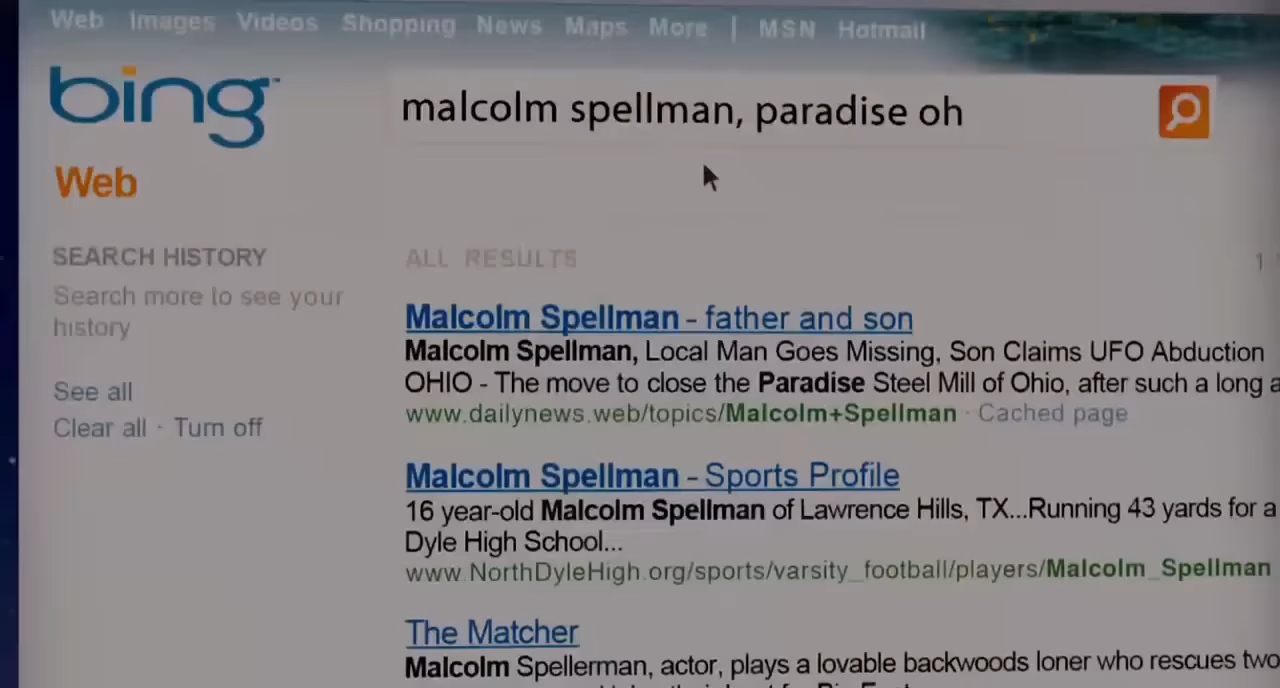 Web Images Videos Shopping News Maps More | MSN Hotmail
bing
malcolm spellman, paradise oh
Web
SEARCH HISTORY
Search more to see your
history
See all
Clear all · Turn off
ALL RESULTS
1
Malcolm Spellman - father and son
Malcolm Spellman, Local Man Goes Missing, Son Claims UFO Abduction
OHIO - The move to close the Paradise Steel Mill of Ohio, after such a long a
www.dailynews.web/topics/Malcolm+Spellman · Cached page
Malcolm Spellman - Sports Profile
16 year-old Malcolm Spellman of Lawrence Hills, TX...Running 43 yards for a
Dyle High School...
www.NorthDyleHigh.org/sports/varsity_football/players/Malcolm_Spellman
The Matcher
Malcolm Spellerman, actor, plays a lovable backwoods loner who rescues two